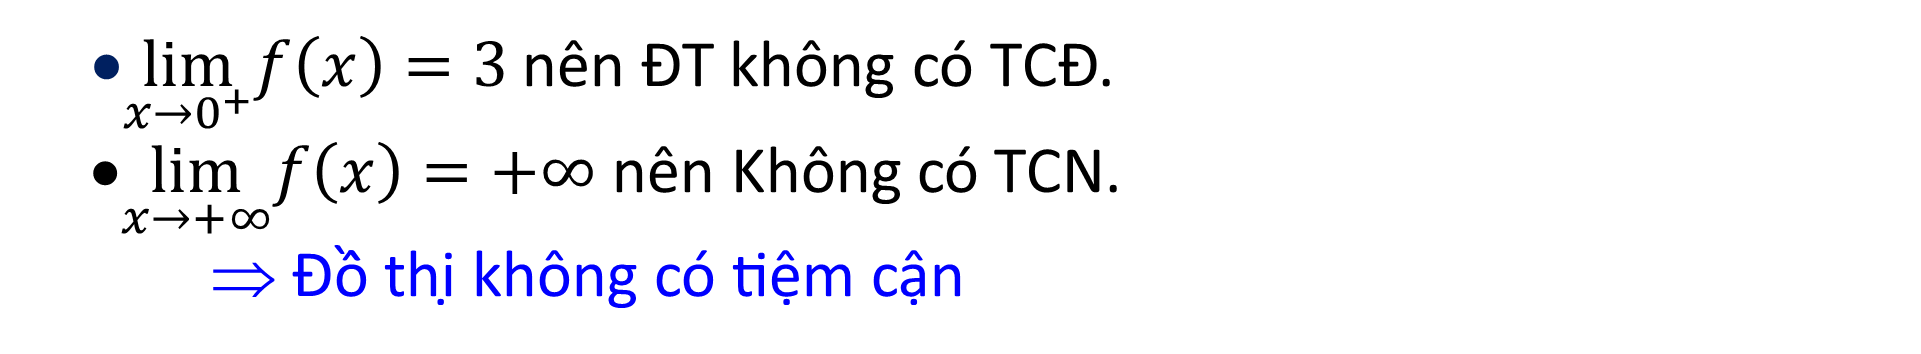 • lim_{x→0⁺} f(x) = 3 nên ĐT không có TCĐ.
• lim_{x→+∞} f(x) = +∞ nên Không có TCN.
⇒ Đồ thị không có tiệm cận